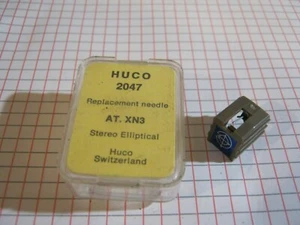 HUCO
2047
Replacement needle
AT. XN3
Stereo Elliptical
Huco
Switzerland